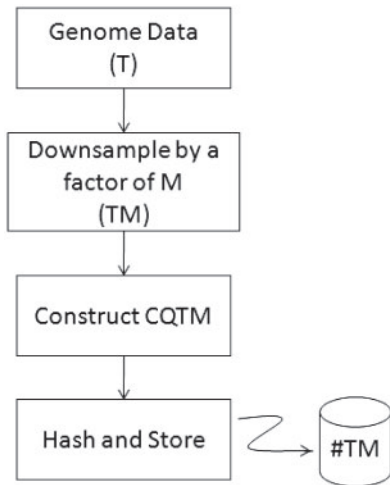 Genome Data
(T)
Downsample by a
factor of M
(TM)
Construct CQTM
Hash and Store
#TM